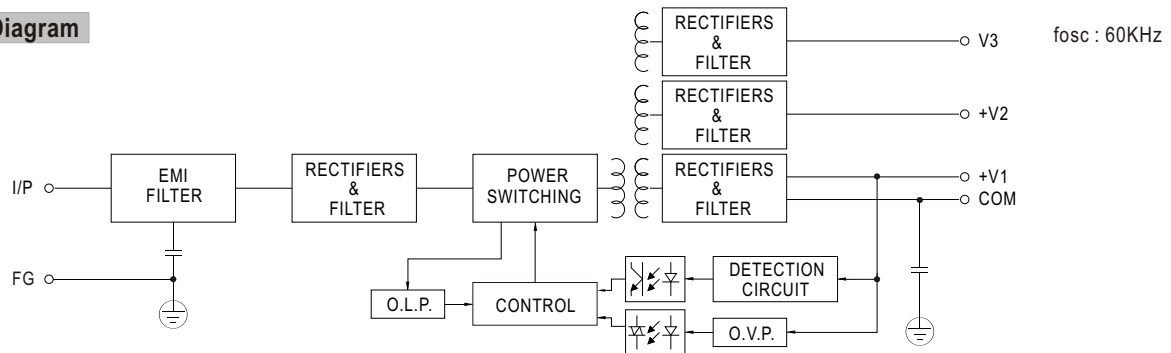 Diagram
RECTIFIERS
&
FILTER
V3
fosc : 60KHz
RECTIFIERS
&
FILTER
+V2
I/P
EMI
FILTER
RECTIFIERS
&
FILTER
POWER
SWITCHING
RECTIFIERS
&
FILTER
+V1
COM
FG
O.L.P.
CONTROL
DETECTION
CIRCUIT
O.V.P.